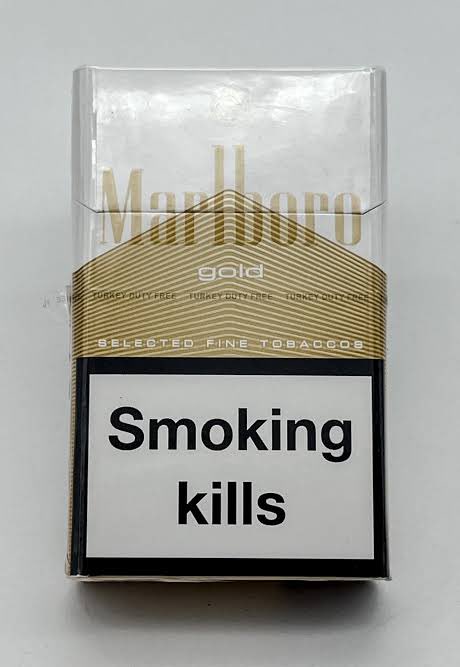 Marlboro
gold
TURKEY DUTY FREE TURKEY DUTY FREE TURKEY DUTY FREE
SELECTED FINE TOBACCOS
Smoking
kills